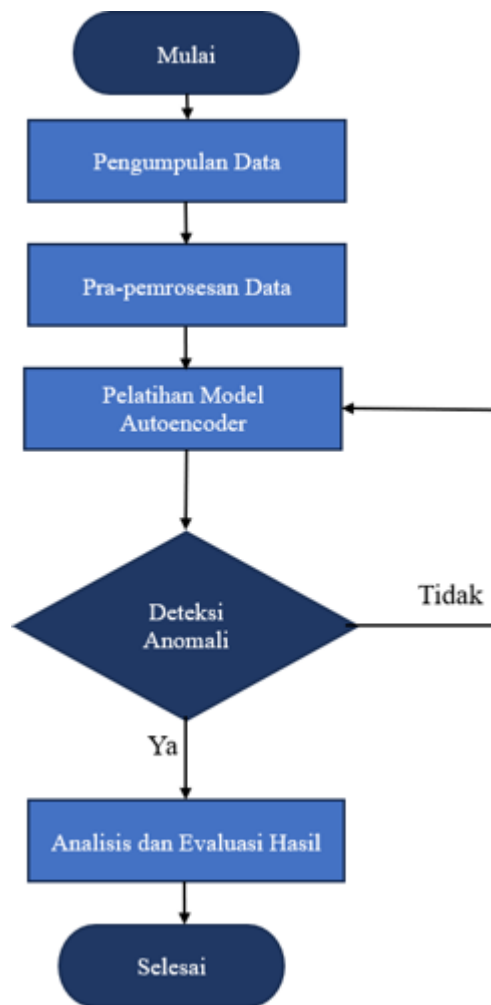 Mulai
Pengumpulan Data
Pra-pemrosesan Data
Pelatihan Model
Autoencoder
Deteksi
Anomali
Tidak
Ya
Analisis dan Evaluasi Hasil
Selesai